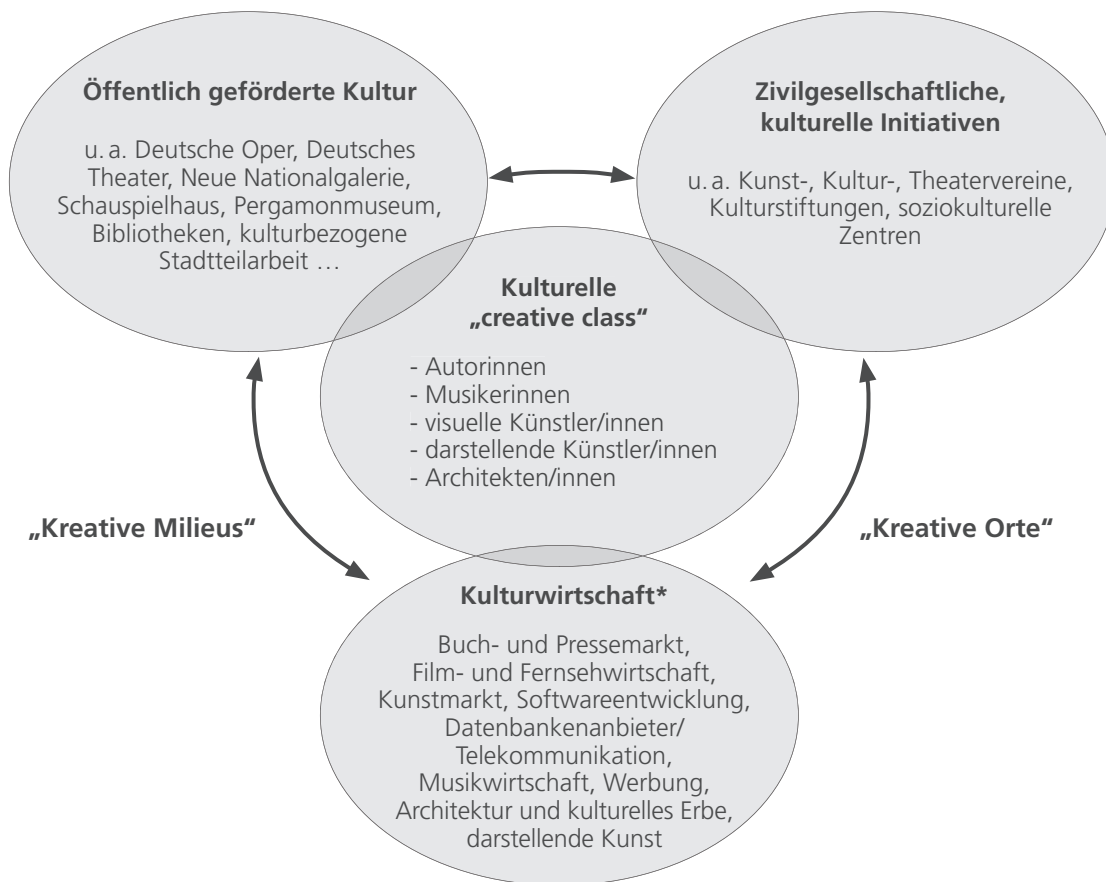 Öffentlich geförderte Kultur
u. a. Deutsche Oper, Deutsches
Theater, Neue Nationalgalerie,
Schauspielhaus, Pergamonmuseum,
Bibliotheken, kulturbezogene
Stadtteilarbeit …
Zivilgesellschaftliche,
kulturelle Initiativen
u. a. Kunst-, Kultur-, Theatervereine,
Kulturstiftungen, soziokulturelle
Zentren
Kulturelle
„creative class“
- Autorinnen
- Musikerinnen
- visuelle Künstler/innen
- darstellende Künstler/innen
- Architekten/innen
„Kreative Milieus“
„Kreative Orte“
Kulturwirtschaft*
Buch- und Pressemarkt,
Film- und Fernsehwirtschaft,
Kunstmarkt, Softwareentwicklung,
Datenbankenanbieter/
Telekommunikation,
Musikwirtschaft, Werbung,
Architektur und kulturelles Erbe,
darstellende Kunst